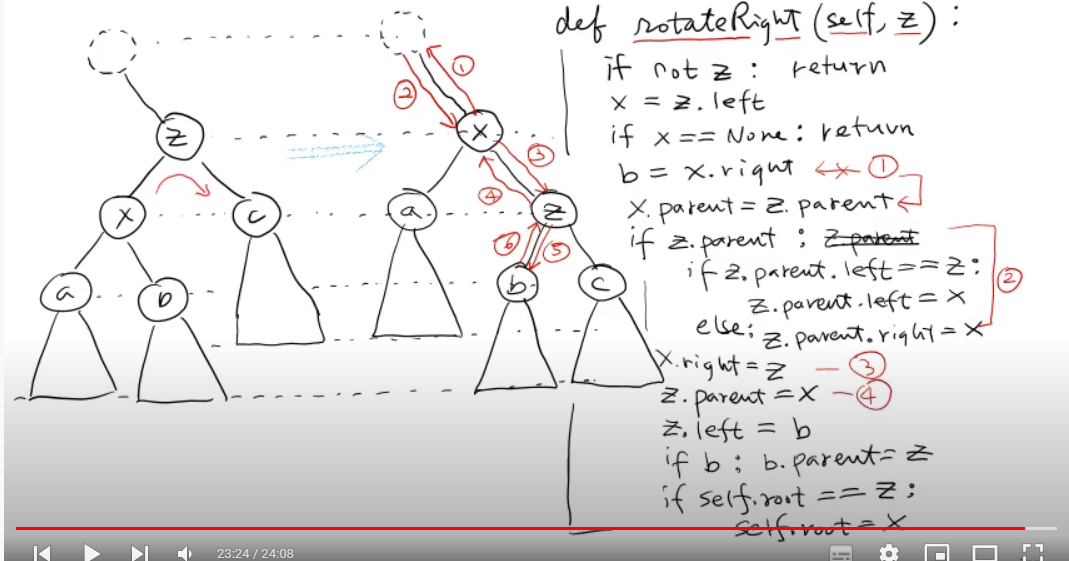 def rotateRight (self, z) :
if not z : return
x = z.left
if x == None : return
b = x.right ①
x.parent = z.parent
if z.parent : z.parent
if z.parent.left == z :
z.parent.left = x
②
else : z.parent.right = x
x.right = z — ③
z.parent = x — ④
z.left = b
if b : b.parent = z
if self.root == z :
self.root = x
z
x
c
a
b
①
②
x
③
④
a
z
⑥
⑤
b
c
23:24 / 24:08